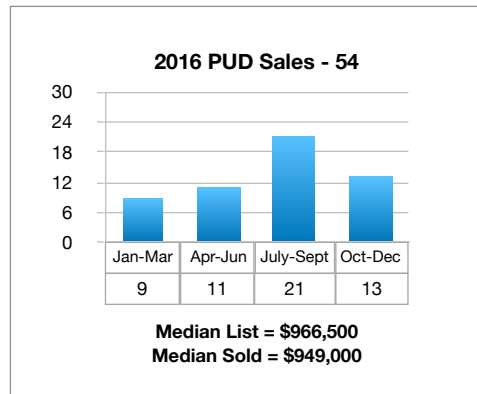 2016 PUD Sales - 54
30
24
18
12
6
0
Jan-Mar Apr-Jun July-Sept Oct-Dec
9 11 21 13
Median List = $966,500
Median Sold = $949,000